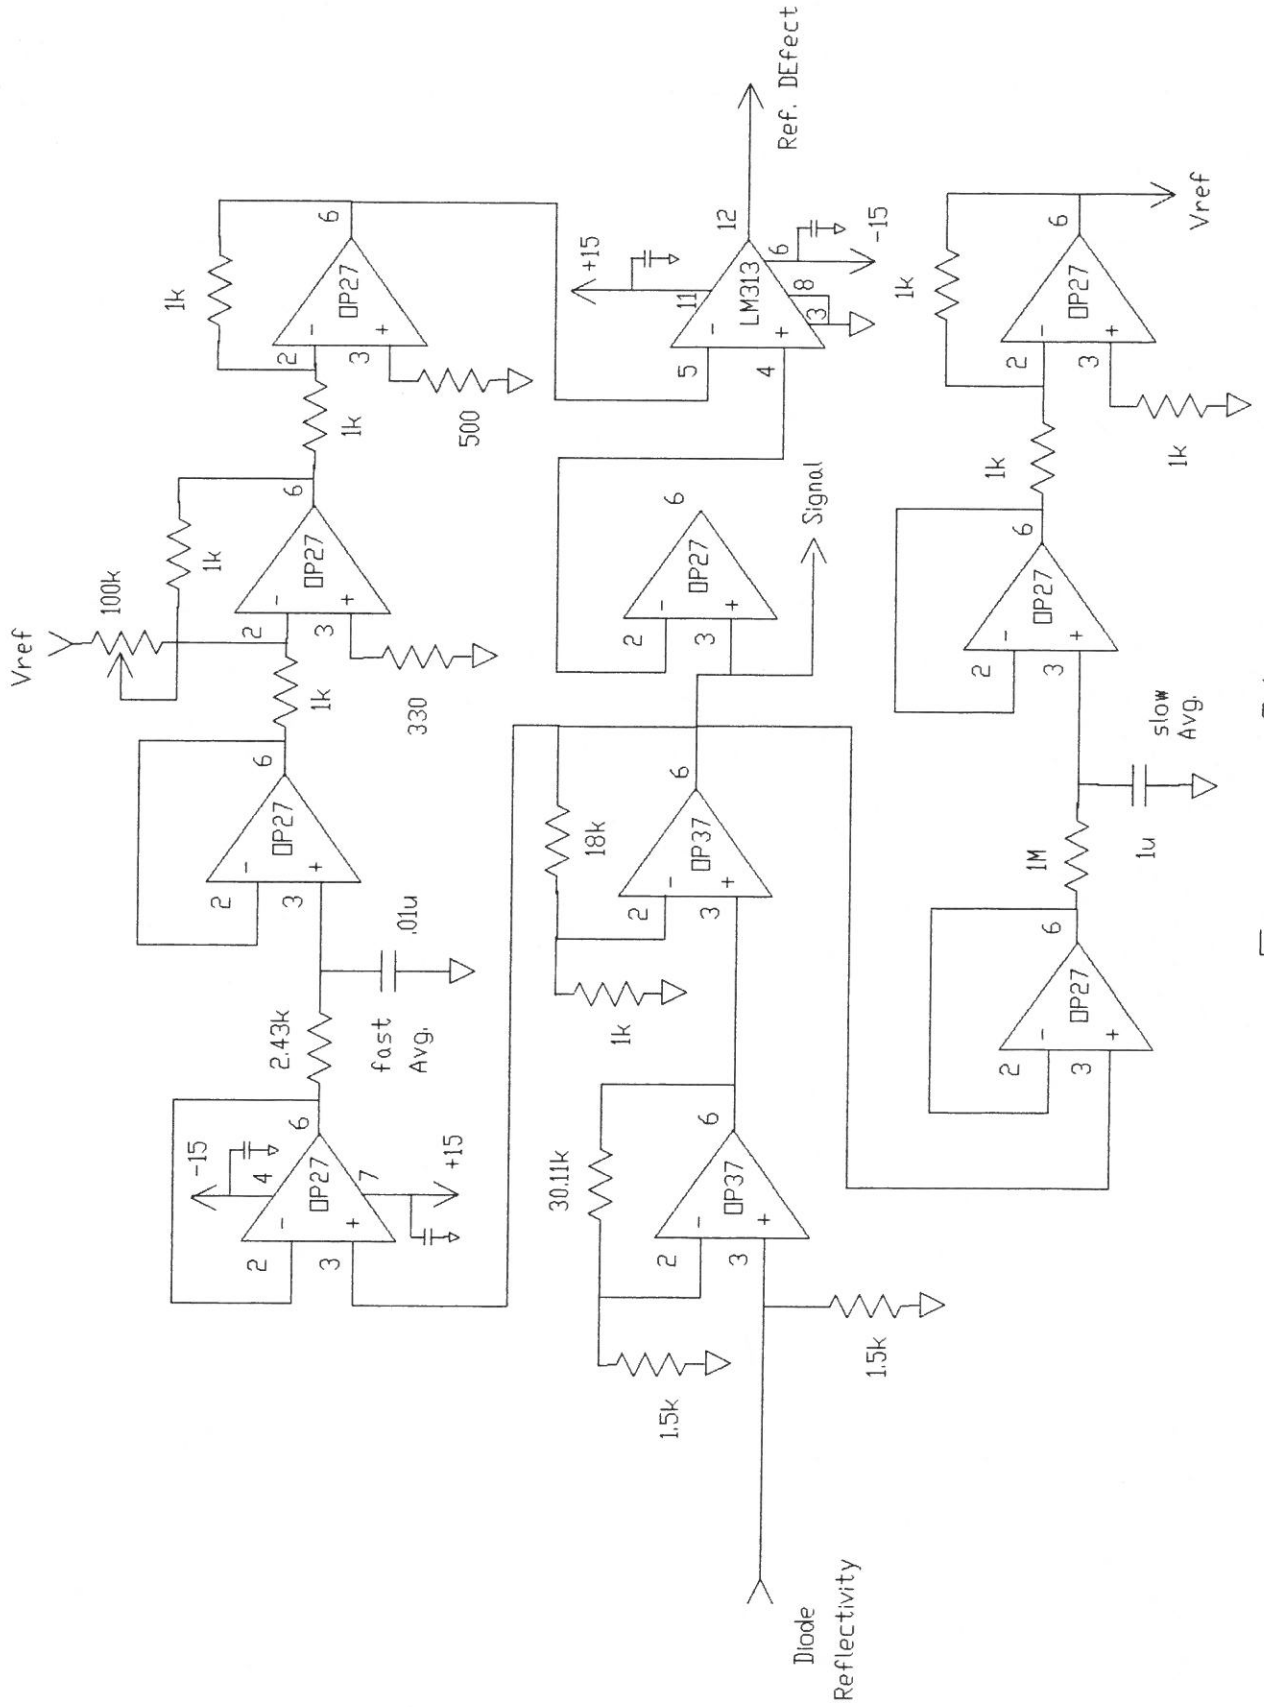 Vref
100k
1k
1k
-15
4
2
3
OP27
-
+
6
7
+15
2.43k
fast
Avg.
.01u
2
3
OP27
-
+
6
1k
2
3
OP27
-
+
6
330
1k
2
3
OP27
-
+
6
500
Diode
Reflectivity
1.5k
1.5k
30.11k
2
3
OP37
-
+
6
1k
18k
2
3
OP37
-
+
6
2
3
OP27
-
+
6
Signal
+15
11
5
4
LM313
-
+
12
3
8
6
-15
Ref. DEfect
2
3
OP27
-
+
6
1M
1u
slow
Avg.
2
3
OP27
-
+
6
1k
1k
2
3
OP27
-
+
6
1k
Vref